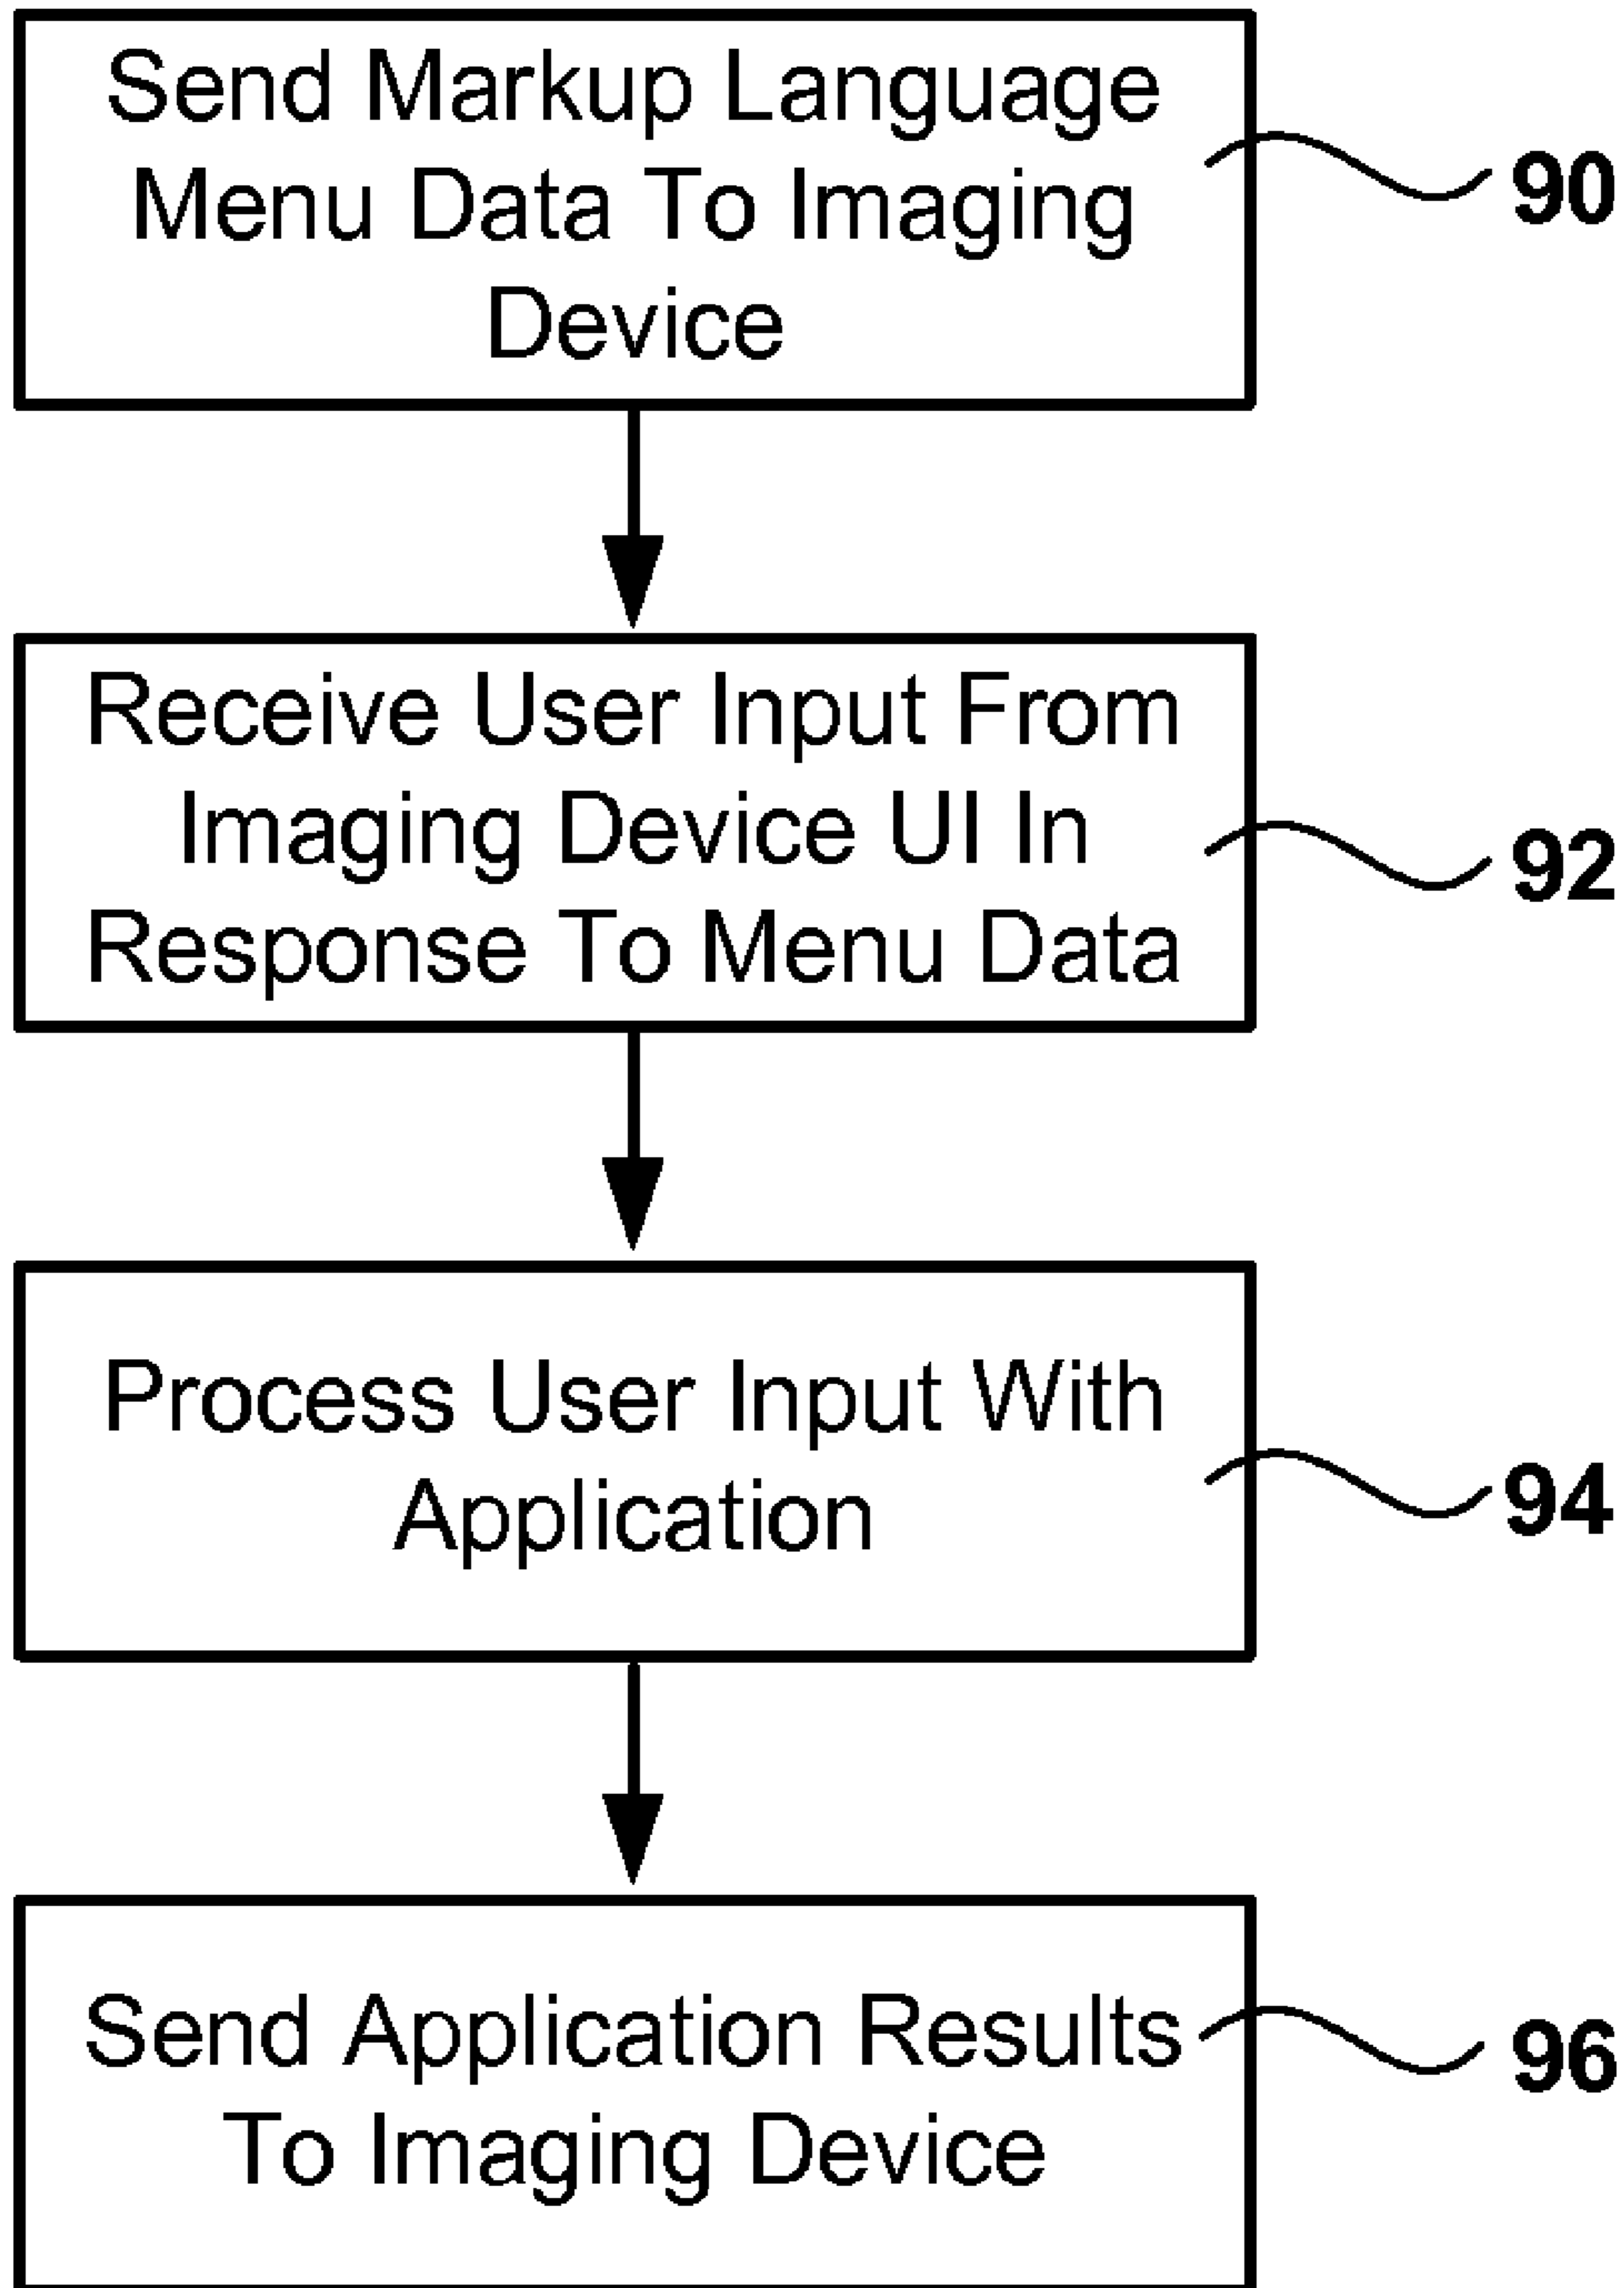 Send Markup Language
Menu Data To Imaging
Device
90
Receive User Input From
Imaging Device UI In
Response To Menu Data
92
Process User Input With
Application
94
Send Application Results
To Imaging Device
96